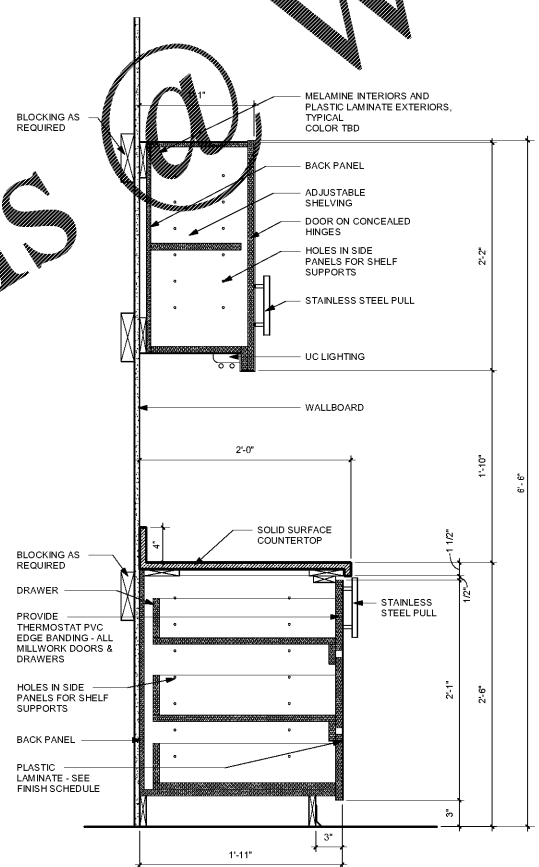 MELAMINE INTERIORS AND
PLASTIC LAMINATE EXTERIORS,
TYPICAL
COLOR TBD
BLOCKING AS
REQUIRED
BACK PANEL
ADJUSTABLE
SHELVING
DOOR ON CONCEALED
HINGES
HOLES IN SIDE
PANELS FOR SHELF
SUPPORTS
STAINLESS STEEL PULL
UC LIGHTING
WALLBOARD
2'-2"
1'-10"
6'-6"
2'-0"
4"
SOLID SURFACE
COUNTERTOP
1 1/2"
1/2"
BLOCKING AS
REQUIRED
DRAWER
PROVIDE
THERMOSTAT PVC
EDGE BANDING - ALL
MILLWORK DOORS &
DRAWERS
HOLES IN SIDE
PANELS FOR SHELF
SUPPORTS
BACK PANEL
PLASTIC
LAMINATE - SEE
FINISH SCHEDULE
STAINLESS
STEEL PULL
2'-1"
2'-6"
3"
3"
1'-11"
@